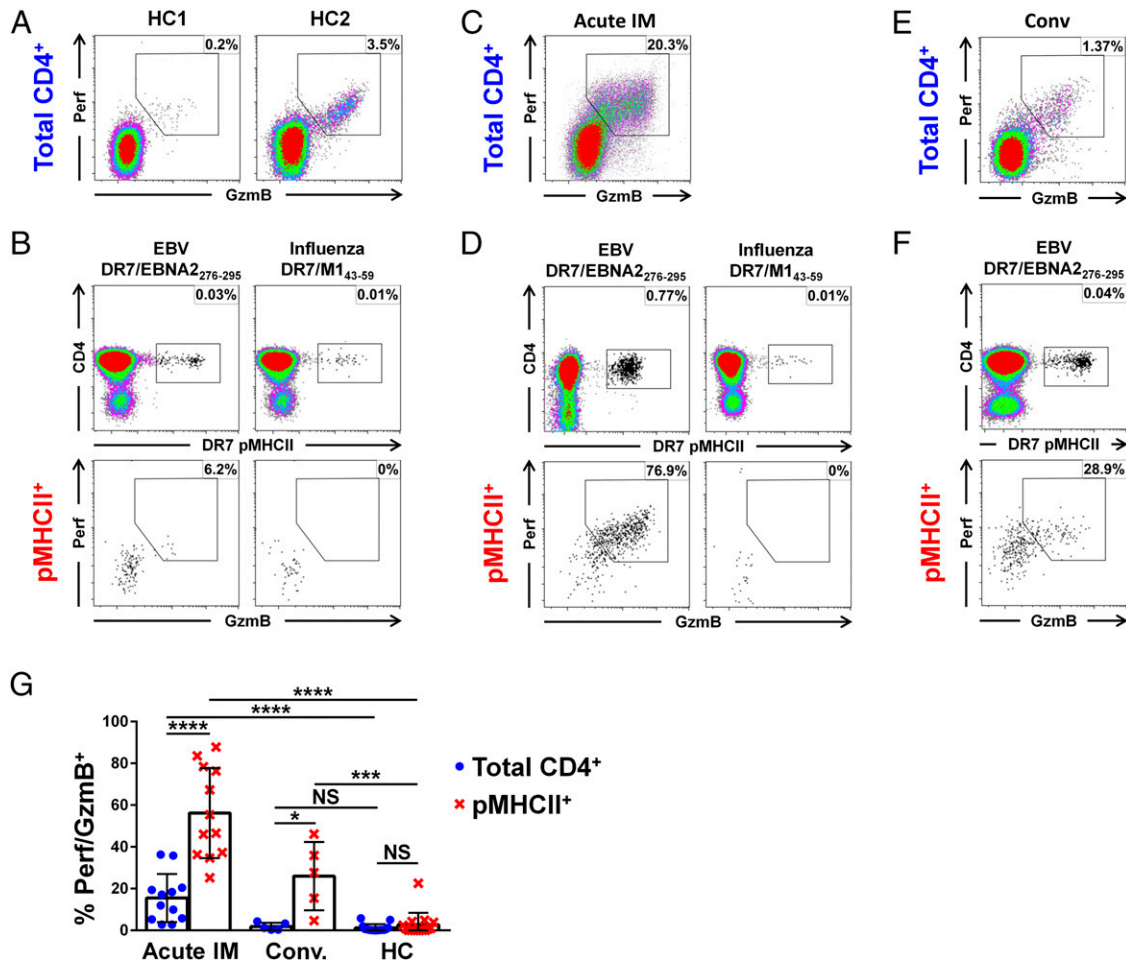 A
HC1
HC2
0.2%
3.5%
Total CD4+
Perf
GzmB
B
EBV
DR7/EBNA2276-295
Influenza
DR7/M143-59
0.03%
0.01%
CD4
DR7 pMHCII
6.2%
0%
pMHCII+
Perf
GzmB
C
Acute IM
20.3%
Total CD4+
Perf
GzmB
D
EBV
DR7/EBNA2276-295
Influenza
DR7/M143-59
0.77%
0.01%
CD4
DR7 pMHCII
76.9%
0%
pMHCII+
Perf
GzmB
E
Conv
1.37%
Total CD4+
Perf
GzmB
F
EBV
DR7/EBNA2276-295
0.04%
CD4
DR7 pMHCII
28.9%
pMHCII+
Perf
GzmB
G
****
****
****
***
NS
*
NS
% Perf/GzmB+
100
80
60
40
20
0
Acute IM
Conv.
HC
Total CD4+
pMHCII+